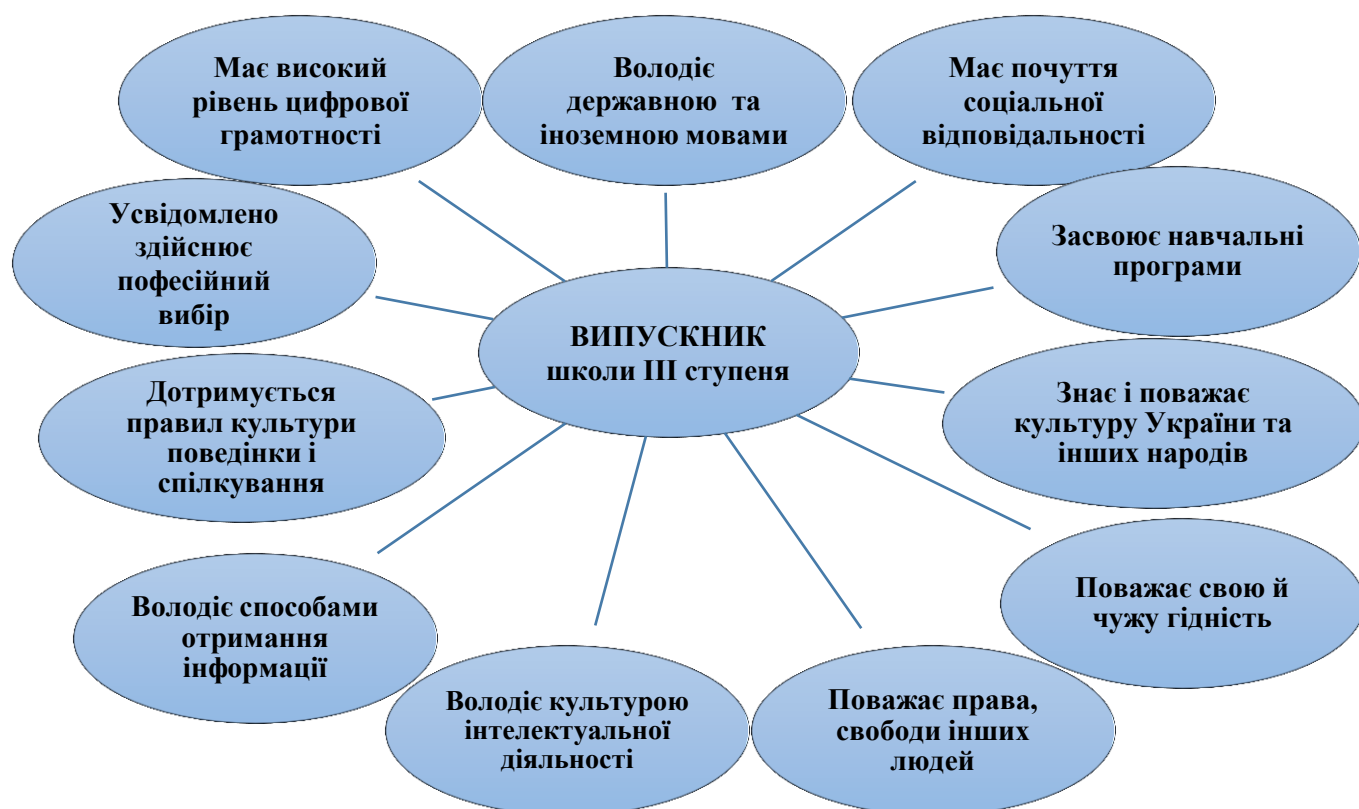 Має високий
рівень цифрової
грамотності
Володіє
державною та
іноземною мовами
Має почуття
соціальної
відповідальності
Усвідомлено
здійснює
пофесійний
вибір
Засвоює навчальні
програми
ВИПУСКНИК
школи ІІІ ступеня
Дотримується
правил культури
поведінки і
спілкування
Знає і поважає
культуру України та
інших народів
Володіє способами
отримання
інформації
Поважає свою й
чужу гідність
Володіє культурою
інтелектуальної
діяльності
Поважає права,
свободи інших
людей